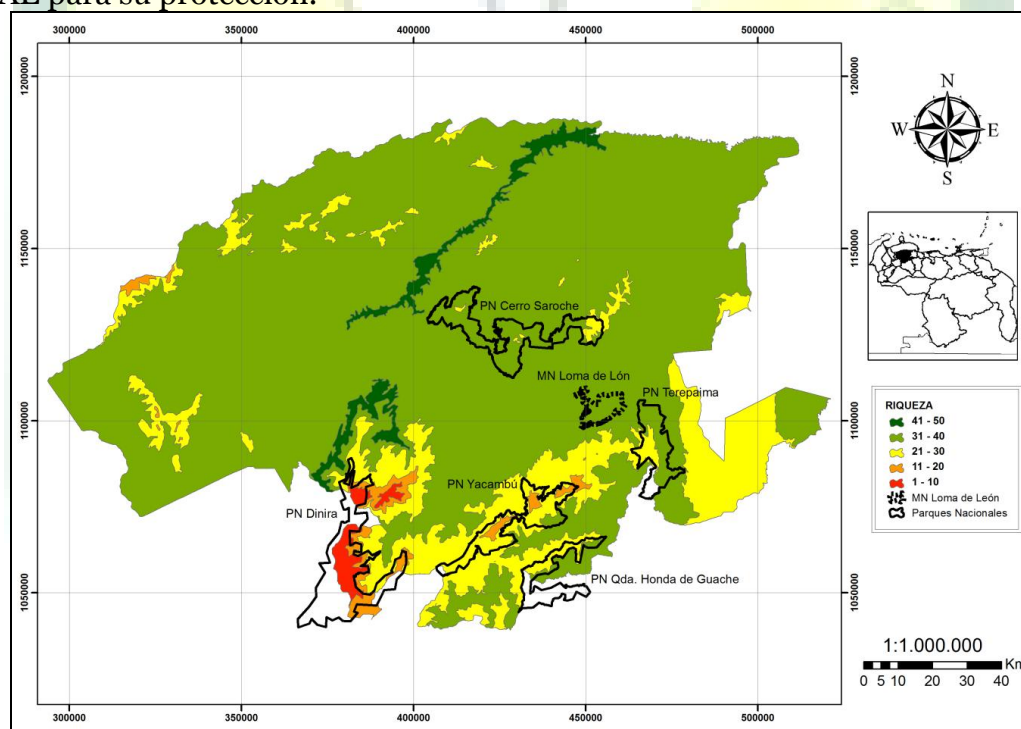 AL para su protección.
300000 350000 400000 450000 500000
1200000 1200000
N
W E
S
1150000 1150000
PN Cerro Saroche
MN Loma de Lón
PN Terepaima
1100000 1100000
RIQUEZA
41 - 50
31 - 40
21 - 30
11 - 20
1 - 10
MN Loma de León
Parques Nacionales
PN Yacambú
PN Dinira
PN Qda. Honda de Guache
1050000 1050000
1:1.000.000
Km
0 5 10 20 30 40
300000 350000 400000 450000 500000